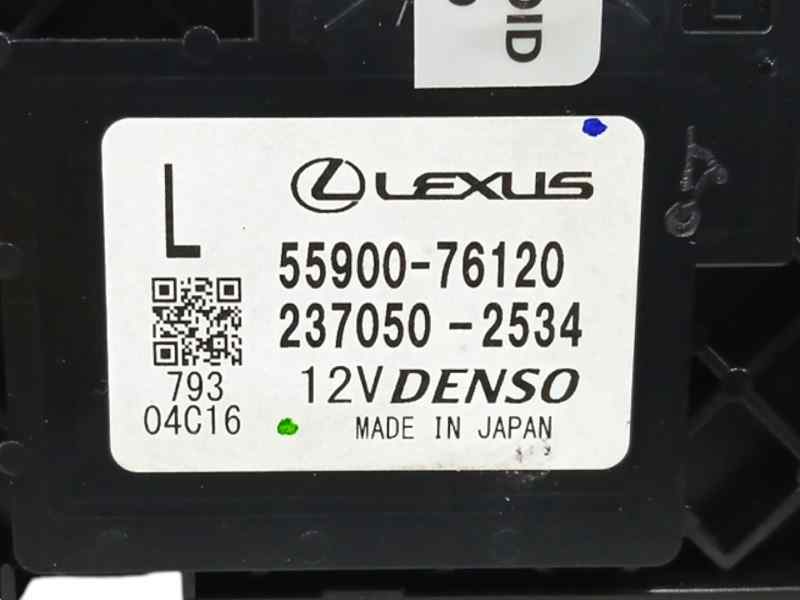 L
LEXUS
55900-76120
237050-2534
12V DENSO
MADE IN JAPAN
793
04C16